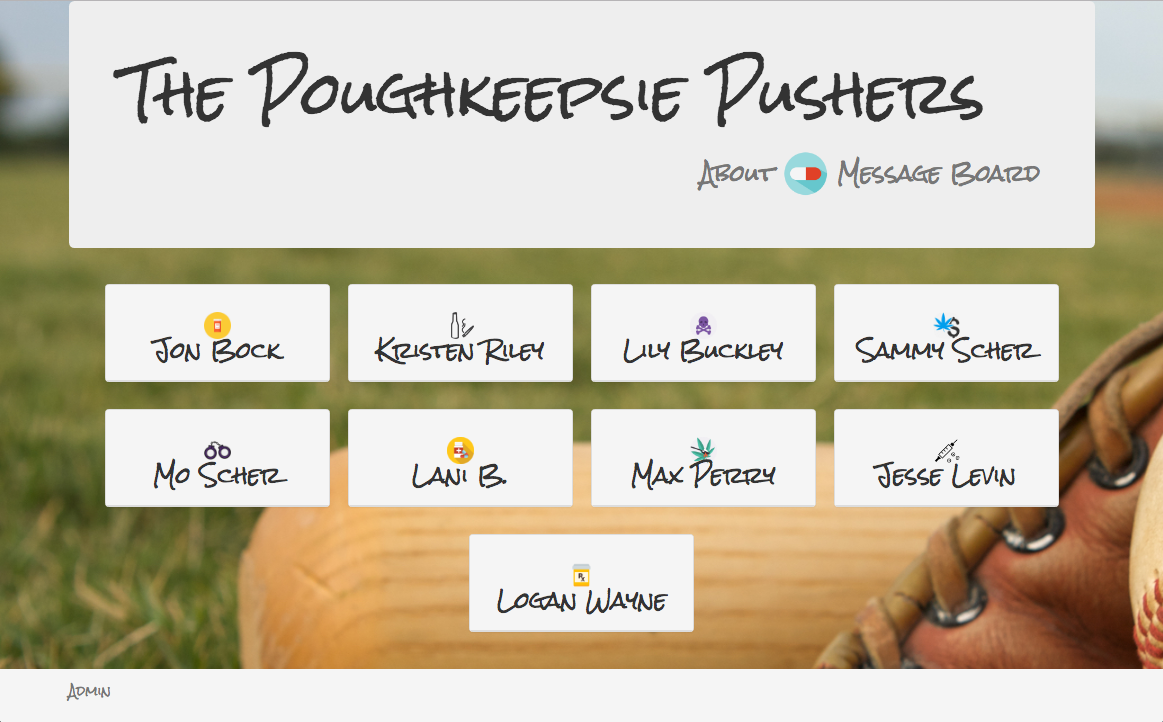 The Poughkeepsie Pushers
About Message Board
Jon Bock
Kristen Riley
Lily Buckley
Sammy Scher
Mo Scher
Lani B.
Max Perry
Jesse Levin
Rx
Logan Wayne
Admin